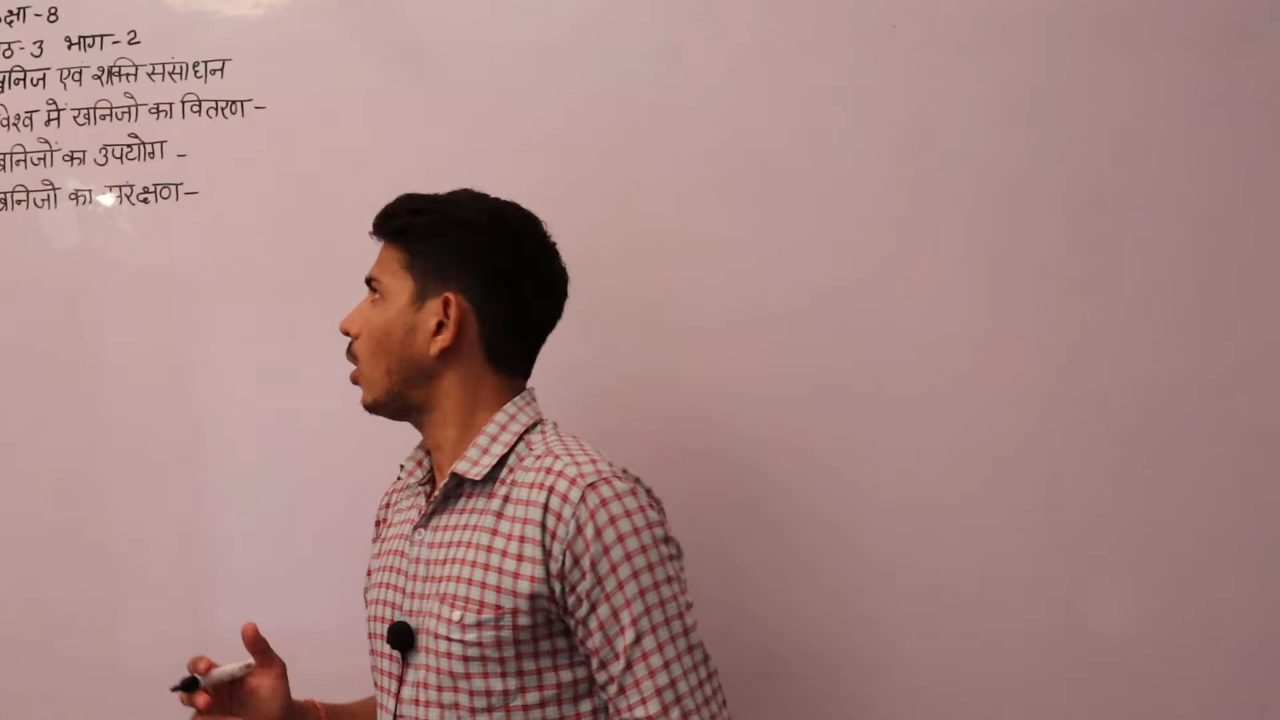 क्षा-8
ठ-3 भाग-2
खनिज एवं शक्ति संसाधन
विश्व में खनिजो का वितरण-
खनिजों का उपयोग -
खनिजो का संरक्षण-